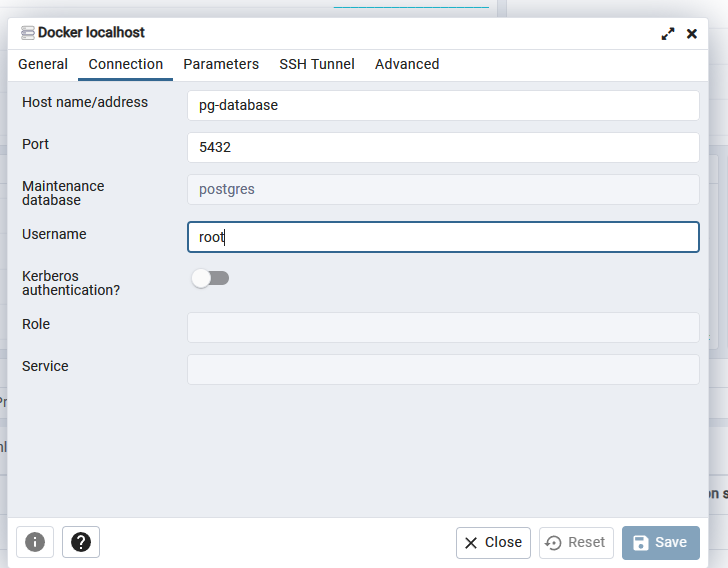 Docker localhost
General Connection Parameters SSH Tunnel Advanced
Host name/address pg-database
Port 5432
Maintenance
database
postgres
Username root
Kerberos
authentication?
Role
Service
Close Reset Save